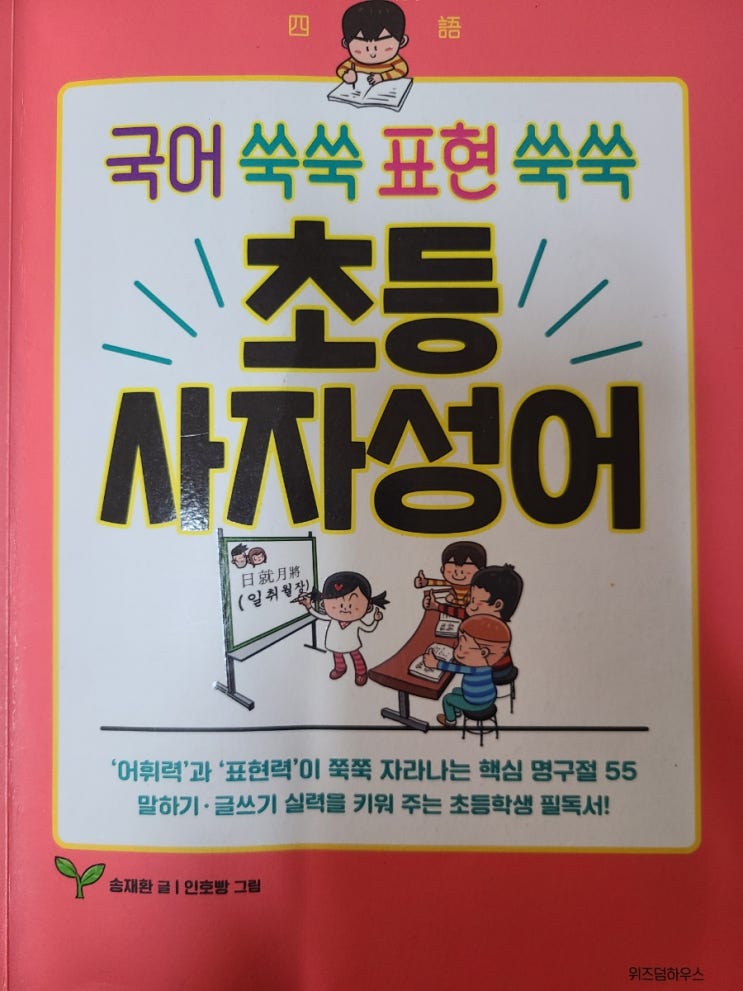 四 語
국어 쑥쑥 표현 쑥쑥
초등
사자성어
日就月將
(일취월장)
'어휘력'과 '표현력'이 쭉쭉 자라나는 핵심 명구절 55
말하기·글쓰기 실력을 키워 주는 초등학생 필독서!
송재환 글 | 인호빵 그림
위즈덤하우스